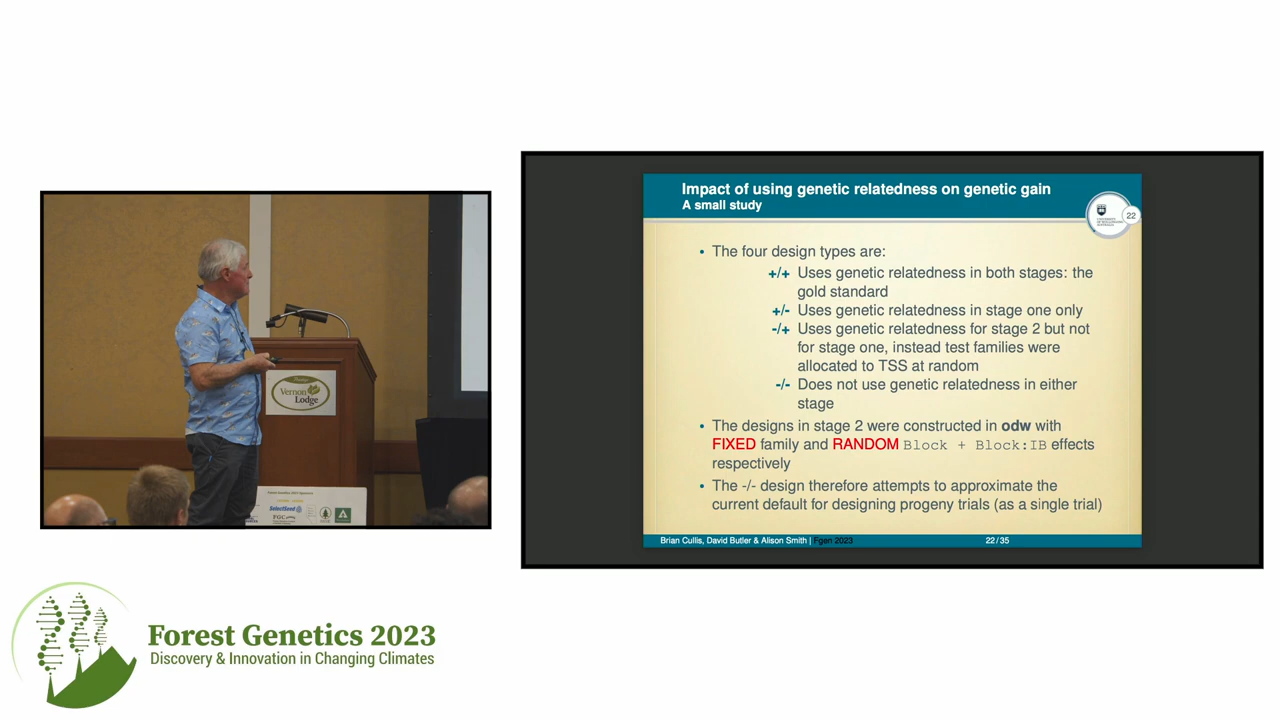 Impact of using genetic relatedness on genetic gain
A small study
22
• The four design types are:
+/+ Uses genetic relatedness in both stages: the
gold standard
+/- Uses genetic relatedness in stage one only
-/+ Uses genetic relatedness for stage 2 but not
for stage one, instead test families were
allocated to TSS at random
-/- Does not use genetic relatedness in either
stage
• The designs in stage 2 were constructed in odw with
FIXED family and RANDOM Block + Block:IB effects
respectively
• The -/- design therefore attempts to approximate the
current default for designing progeny trials (as a single trial)
Brian Cullis, David Butler & Alison Smith | Fgen 2023
22/35
Vernon
Lodge
Forest Genetics 2023 Sponsors
SelectSeed
FGC
Forest Genetics 2023
Discovery & Innovation in Changing Climates